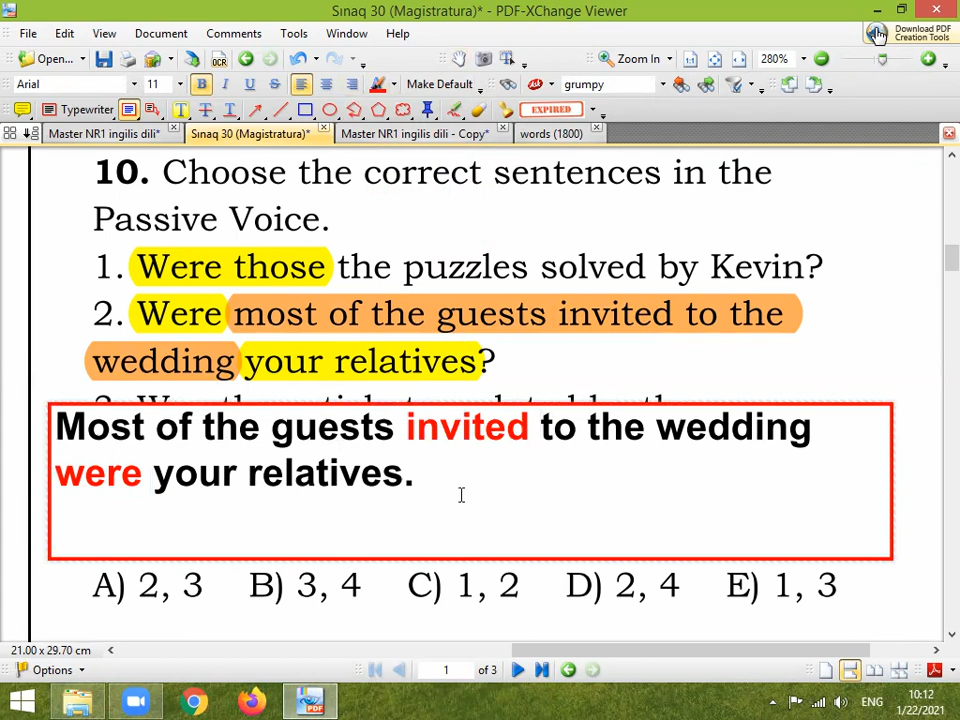 Sınaq 30 (Magistratura)* - PDF-XChange Viewer
File Edit View Document Comments Tools Window Help
Download PDF
Creation Tools
Open... OCR Zoom In 280%
Arial 11 B I U Make Default grumpy
Typewriter EXPIRED
Master NR1 ingilis dili* Sınaq 30 (Magistratura)* Master NR1 ingilis dili - Copy* words (1800)
10. Choose the correct sentences in the
Passive Voice.
1. Were those the puzzles solved by Kevin?
2. Were most of the guests invited to the
wedding your relatives?
Most of the guests invited to the wedding
were your relatives.
A) 2, 3 B) 3, 4 C) 1, 2 D) 2, 4 E) 1, 3
21.00 x 29.70 cm
Options 1 of 3
ENG
10:12
1/22/2021